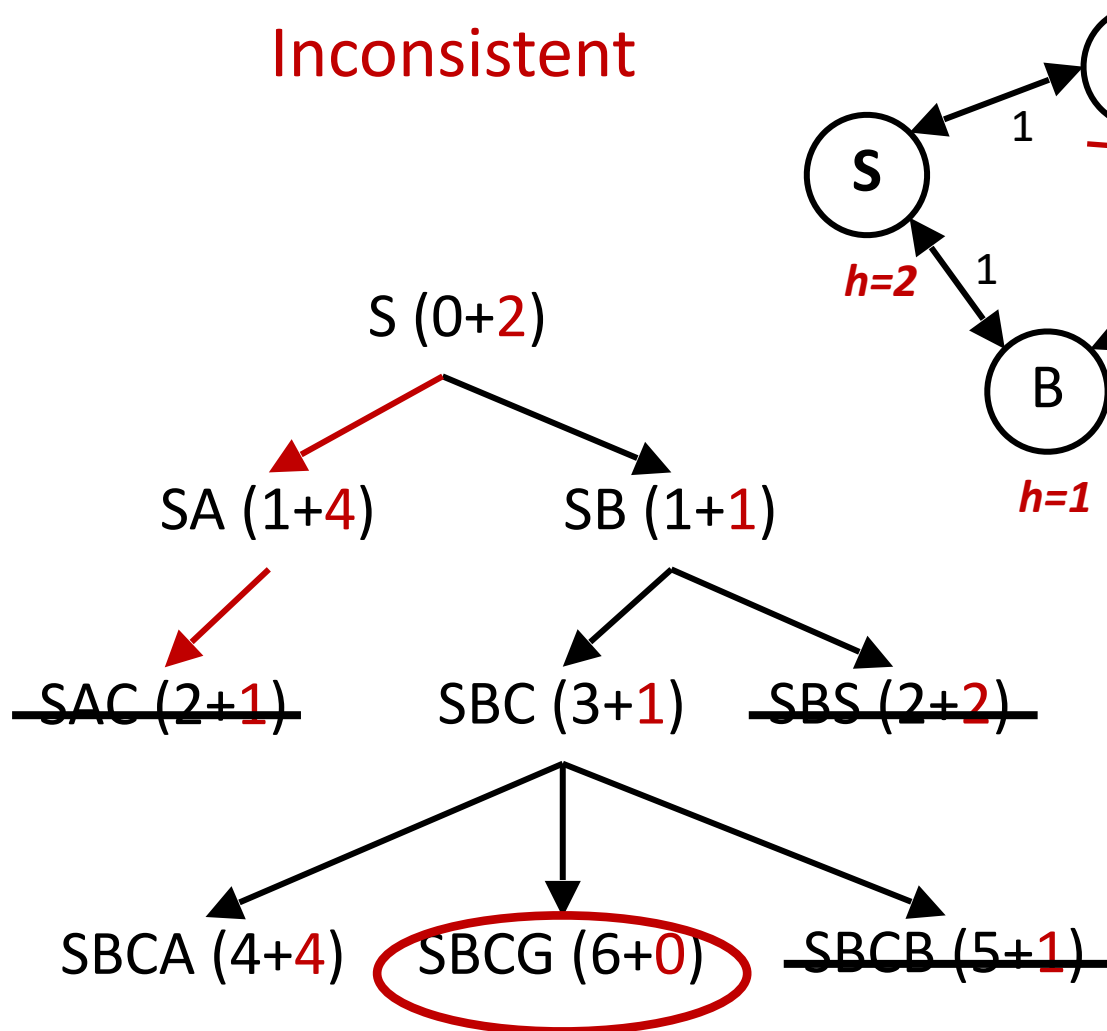 Inconsistent
1
S
h=2
1
B
h=1
S (0+2)
SA (1+4)
SB (1+1)
SAC (2+1)
SBC (3+1)
SBS (2+2)
SBCA (4+4)
SBCG (6+0)
SBCB (5+1)